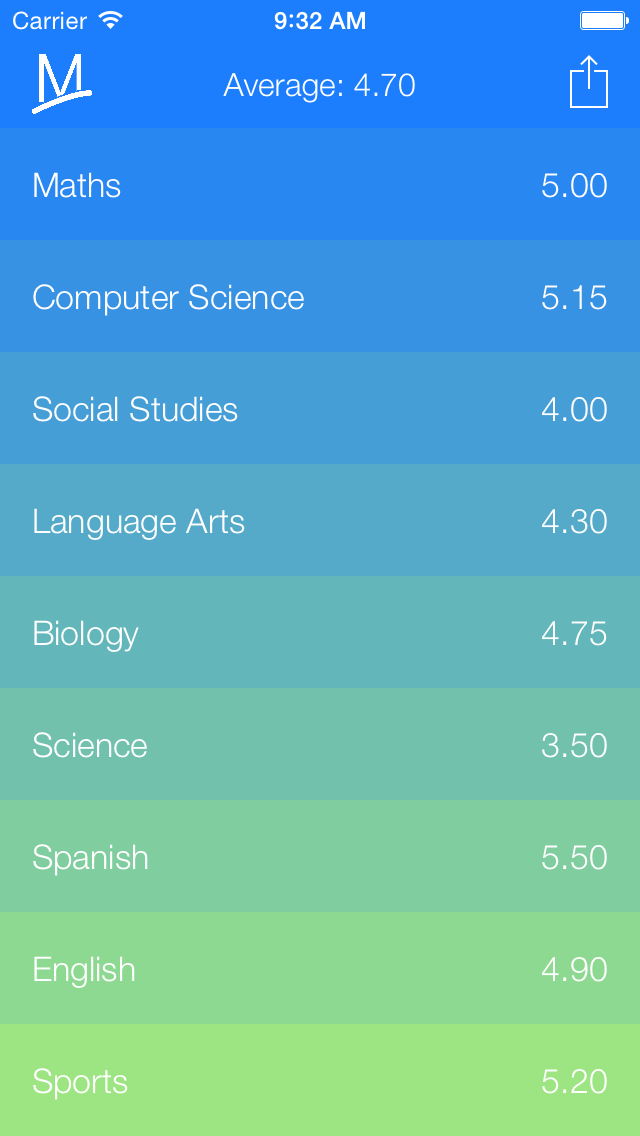 Carrier 9:32 AM
M Average: 4.70
Maths 5.00
Computer Science 5.15
Social Studies 4.00
Language Arts 4.30
Biology 4.75
Science 3.50
Spanish 5.50
English 4.90
Sports 5.20